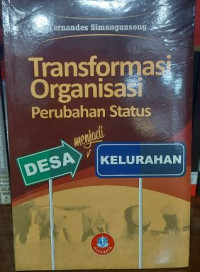 Fernandes Simangunsong
Transformasi
Organisasi
Perubahan Status
menjadi
DESA
KELURAHAN